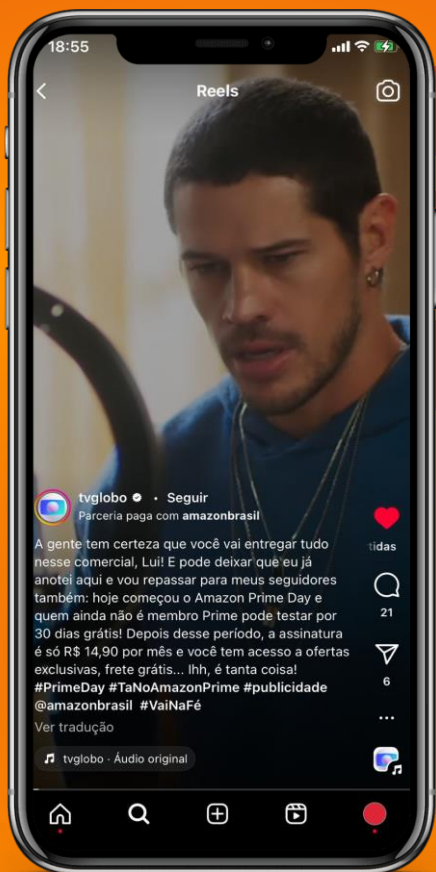 18:55
Reels
tvglobo · Seguir
Parceria paga com amazonbrasil
A gente tem certeza que você vai entregar tudo
nesse comercial, Lui! E pode deixar que eu já
anotei aqui e vou repassar para meus seguidores
também: hoje começou o Amazon Prime Day e
quem ainda não é membro Prime pode testar por
30 dias grátis! Depois desse período, a assinatura
é só R$ 14,90 por mês e você tem acesso a ofertas
exclusivas, frete grátis... Ihh, é tanta coisa!
#PrimeDay #TaNoAmazonPrime #publicidade
@amazonbrasil #VaiNaFé
Ver tradução
tvglobo · Áudio original
tidas
21
6